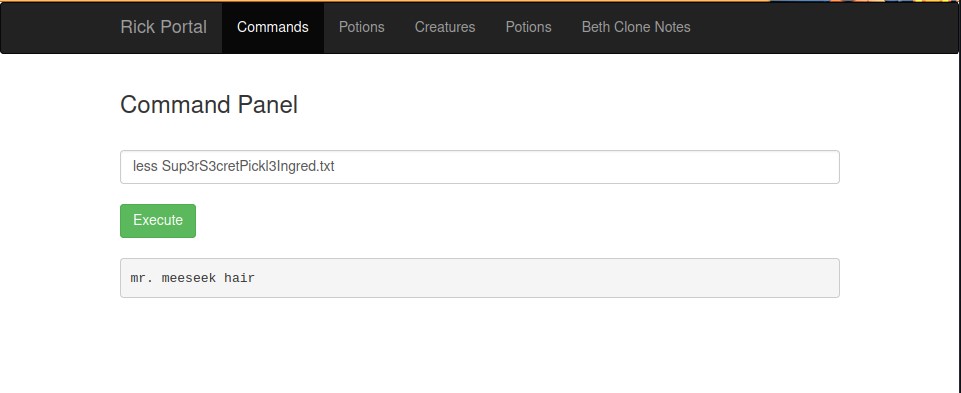 Rick Portal Commands Potions Creatures Potions Beth Clone Notes
Command Panel
less Sup3rS3cretPickl3Ingred.txt
Execute
mr. meeseek hair